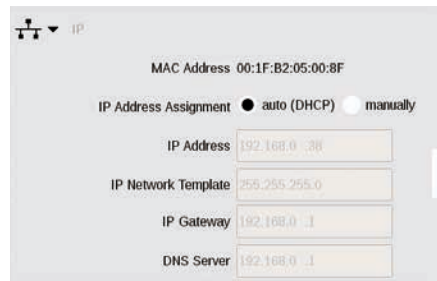 IP
MAC Address 00:1F:B2:05:00:8F
IP Address Assignment auto (DHCP) manually
IP Address 192.168.0 .38
IP Network Template 255.255.255.0
IP Gateway 192.168.0 .1
DNS Server 192.168.0 .1